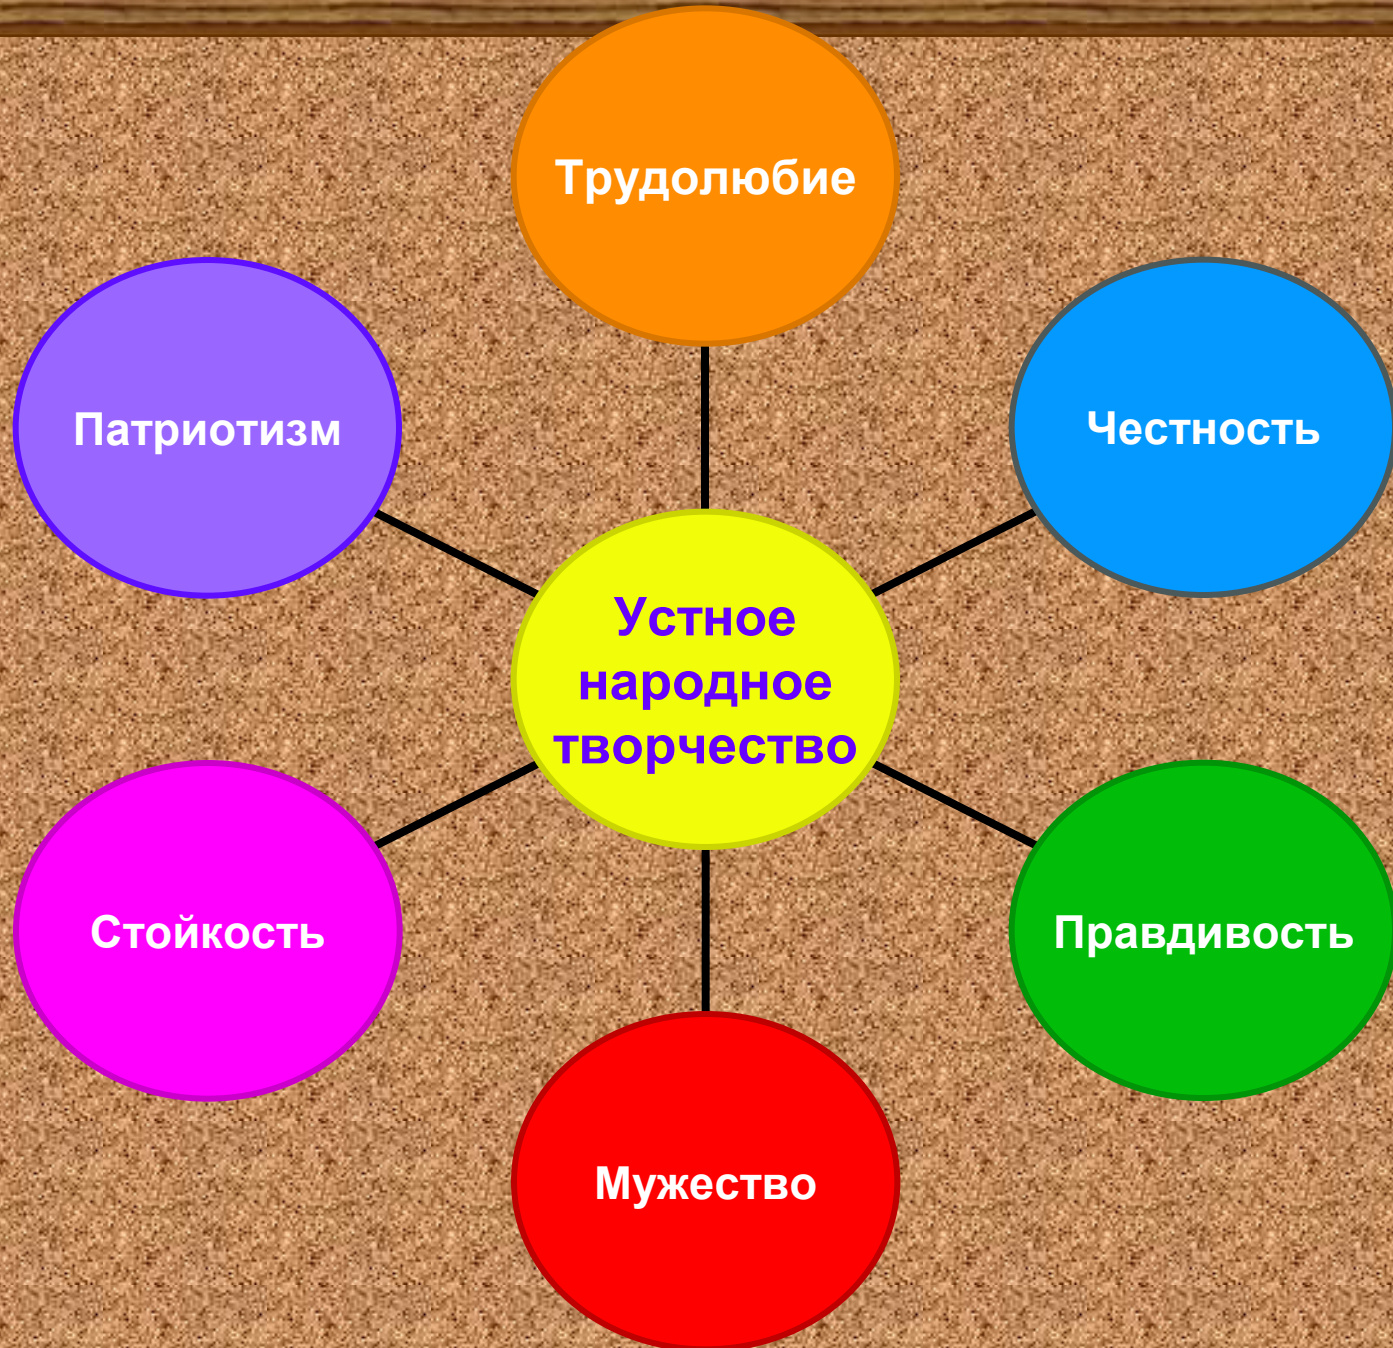 Трудолюбие
Патриотизм
Честность
Устное
народное
творчество
Стойкость
Правдивость
Мужество